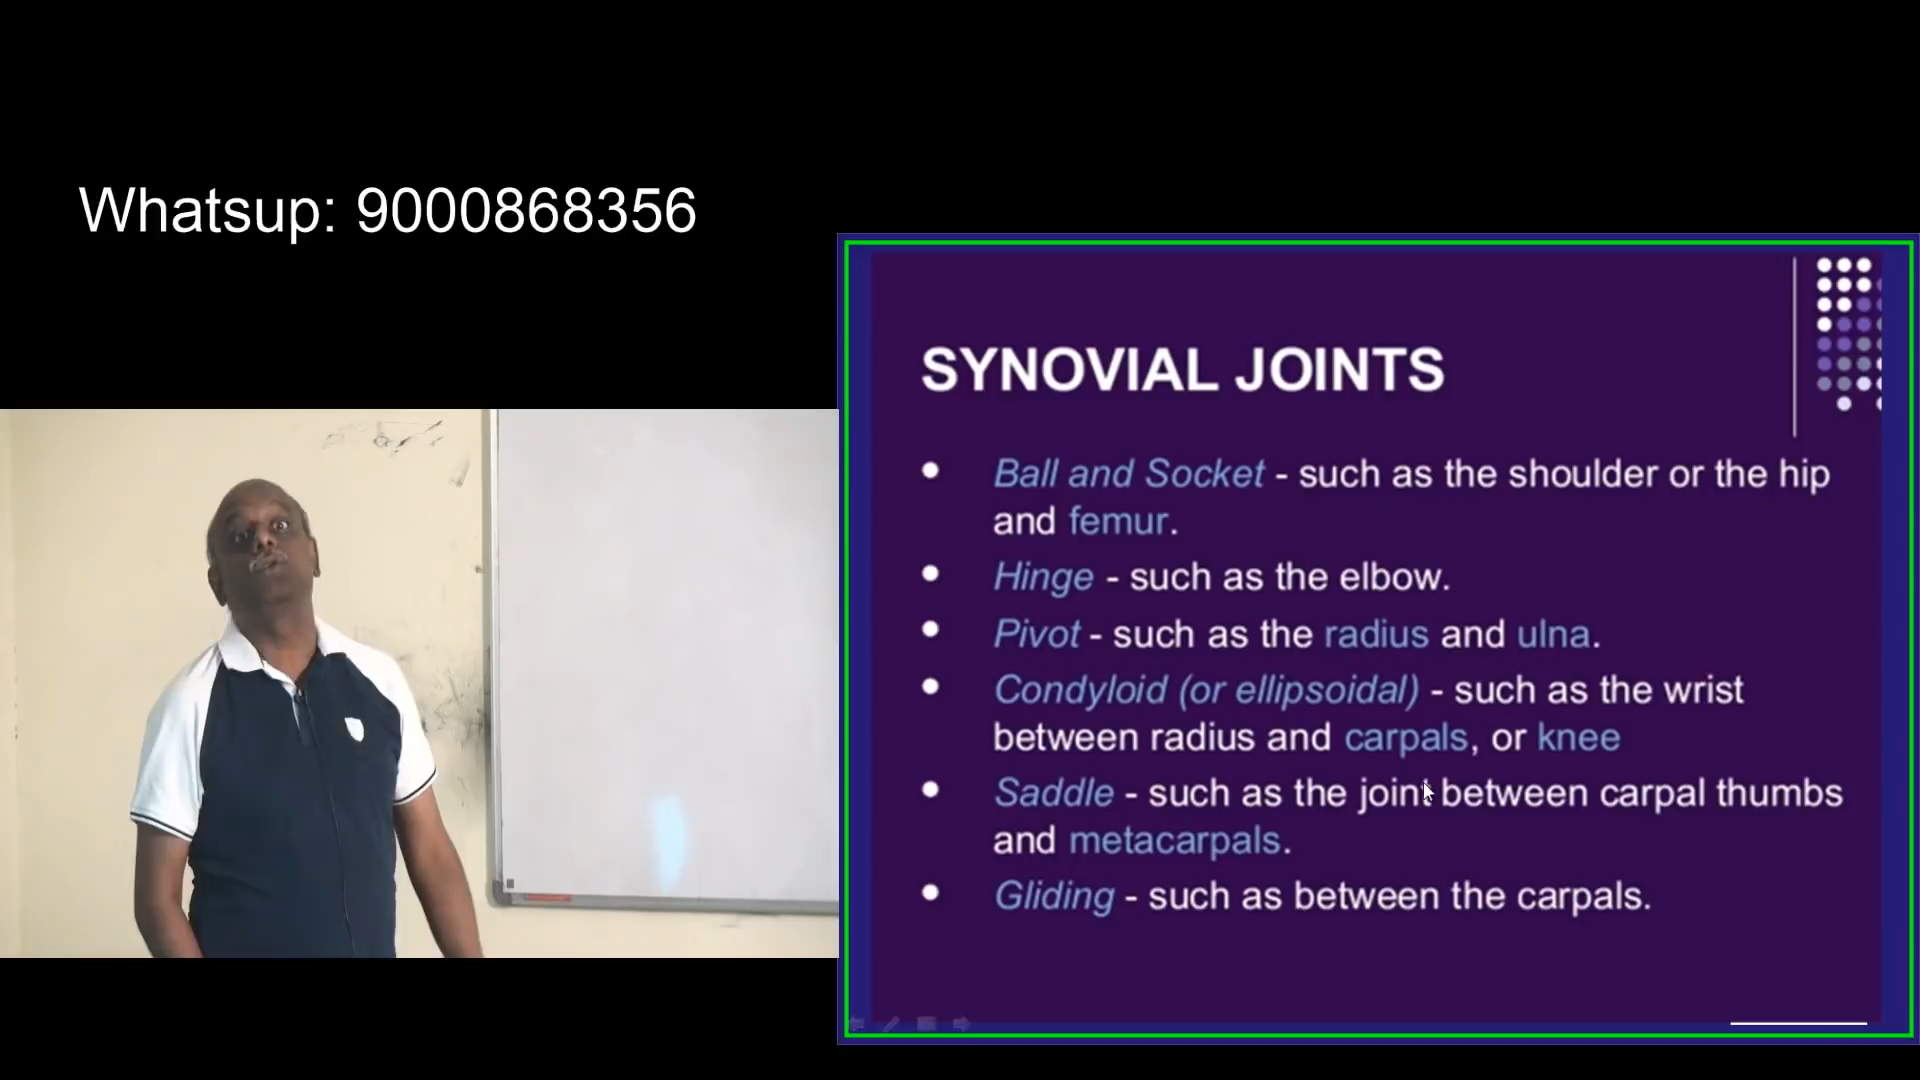 Whatsup: 9000868356
SYNOVIAL JOINTS
Ball and Socket - such as the shoulder or the hip
and femur.
Hinge - such as the elbow.
Pivot - such as the radius and ulna.
Condyloid (or ellipsoidal) - such as the wrist
between radius and carpals, or knee
Saddle - such as the joint between carpal thumbs
and metacarpals.
Gliding - such as between the carpals.